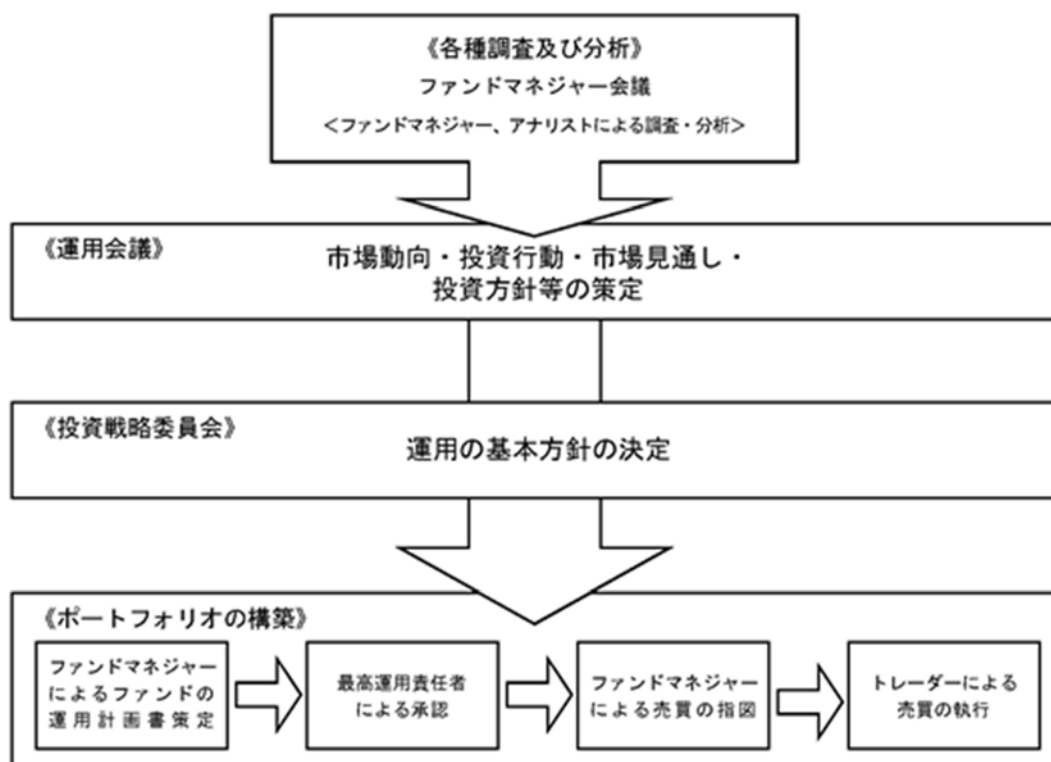 《各種調査及び分析》
ファンドマネジャー会議
＜ファンドマネジャー、アナリストによる調査・分析＞
《運用会議》
市場動向・投資行動・市場見通し・
投資方針等の策定
《投資戦略委員会》
運用の基本方針の決定
《ポートフォリオの構築》
ファンドマネジャー
によるファンドの
運用計画書策定
最高運用責任者
による承認
ファンドマネジャー
による売買の指図
トレーダーによる
売買の執行